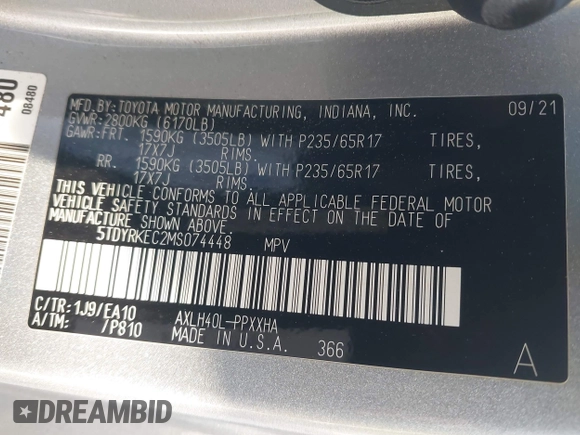 480
08480
MFD.BY: TOYOTA MOTOR MANUFACTURING, INDIANA, INC. 09/21
GVWR: 2800KG (6170LB)
GAWR: FRT. 1590KG (3505LB) WITH P235/65R17 TIRES,
17X7J RIMS.
RR. 1590KG (3505LB) WITH P235/65R17 TIRES,
17X7J RIMS.
THIS VEHICLE CONFORMS TO ALL APPLICABLE FEDERAL MOTOR
VEHICLE SAFETY STANDARDS IN EFFECT ON THE DATE OF
MANUFACTURE SHOWN ABOVE.
5TDYRKEC2MS074448 MPV
C/TR: 1J9/EA10 AXLH40L-PPXXHA
A/TM: /P810 MADE IN U.S.A. 366 A
DREAMBID